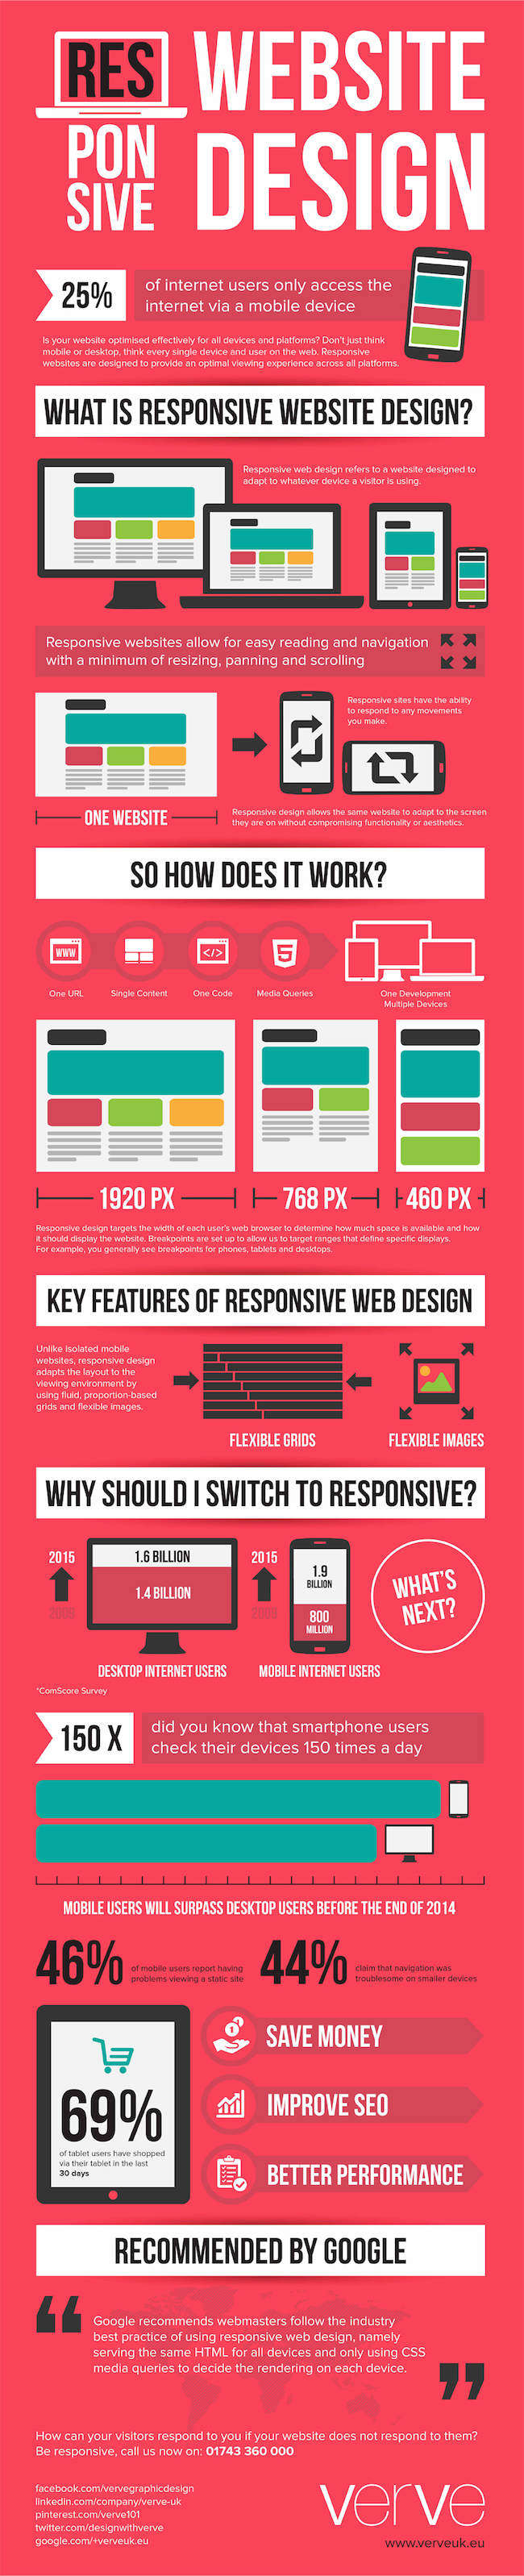 RES
PON
SIVE
WEBSITE
DESIGN
25%
of internet users only access the
internet via a mobile device
Is your website optimised effectively for all devices and platforms? Don't just think
mobile or desktop, think every single device and user on the web. Responsive
websites are designed to provide an optimal viewing experience across all platforms.
WHAT IS RESPONSIVE WEBSITE DESIGN?
Responsive web design refers to a website designed to
adapt to whatever device a visitor is using.
Responsive websites allow for easy reading and navigation
with a minimum of resizing, panning and scrolling
Responsive sites have the ability
to respond to any movements
you make.
ONE WEBSITE
Responsive design allows the same website to adapt to the screen
they are on without compromising functionality or aesthetics.
SO HOW DOES IT WORK?
WWW
</>
5
One URL
Single Content
One Code
Media Queries
One Development
Multiple Devices
1920 PX
768 PX
460 PX
Responsive design targets the width of each user's web browser to determine how much space is available and how
it should display the website. Breakpoints are set up to allow us to target ranges that define specific displays.
For example, you generally see breakpoints for phones, tablets and desktops.
KEY FEATURES OF RESPONSIVE WEB DESIGN
Unlike isolated mobile
websites, responsive design
adapts the layout to the
viewing environment by
using fluid, proportion-based
grids and flexible images.
FLEXIBLE GRIDS
FLEXIBLE IMAGES
WHY SHOULD I SWITCH TO RESPONSIVE?
2015
2009
1.6 BILLION
1.4 BILLION
DESKTOP INTERNET USERS
2015
2009
1.9
BILLION
800
MILLION
MOBILE INTERNET USERS
WHAT'S
NEXT?
*ComScore Survey
150 X
did you know that smartphone users
check their devices 150 times a day
MOBILE USERS WILL SURPASS DESKTOP USERS BEFORE THE END OF 2014
46%
of mobile users report having
problems viewing a static site
44%
claim that navigation was
troublesome on smaller devices
69%
of tablet users have shopped
via their tablet in the last
30 days
SAVE MONEY
IMPROVE SEO
BETTER PERFORMANCE
RECOMMENDED BY GOOGLE
“
Google recommends webmasters follow the industry
best practice of using responsive web design, namely
serving the same HTML for all devices and only using CSS
media queries to decide the rendering on each device.
”
How can your visitors respond to you if your website does not respond to them?
Be responsive, call us now on: 01743 360 000
facebook.com/vervegraphicdesign
linkedin.com/company/verve-uk
pinterest.com/verve101
twitter.com/designwithverve
google.com/+verveuk.eu
verve
www.verveuk.eu